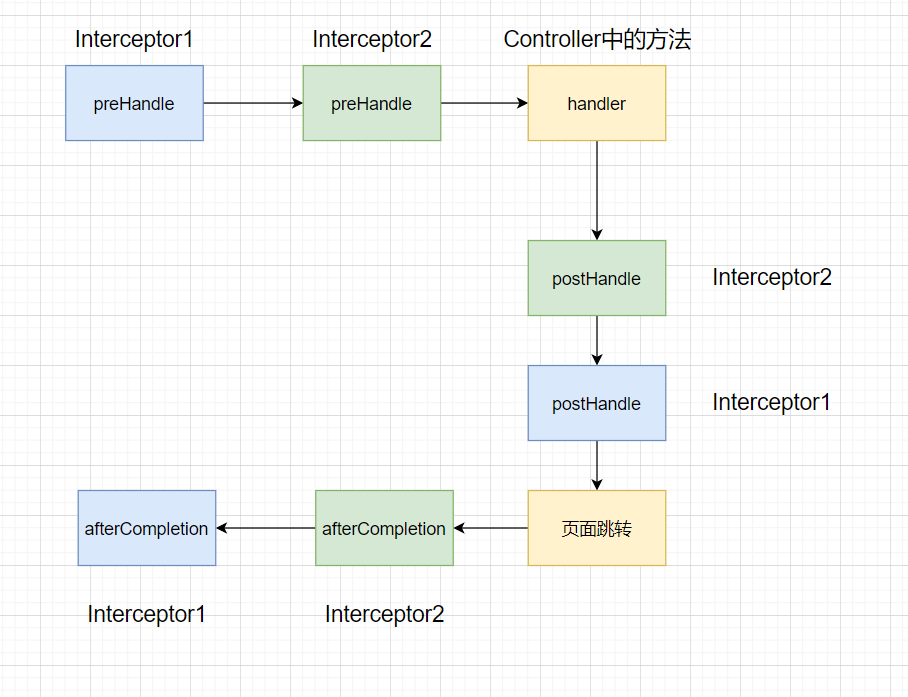 Interceptor1
Interceptor2
Controller中的方法
preHandle
preHandle
handler
postHandle
Interceptor2
postHandle
Interceptor1
afterCompletion
afterCompletion
页面跳转
Interceptor1
Interceptor2